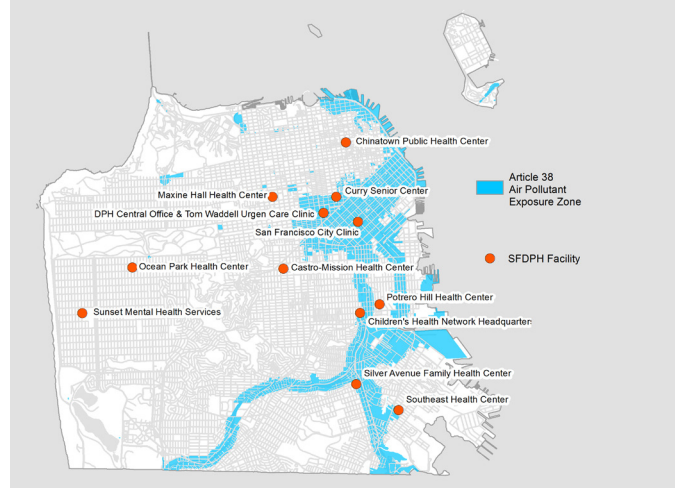 Chinatown Public Health Center
Article 38
Air Pollutant
Exposure Zone
Maxine Hall Health Center
Curry Senior Center
DPH Central Office & Tom Waddell Urgen Care Clinic
San Francisco City Clinic
SFDPH Facility
Ocean Park Health Center
Castro-Mission Health Center
Potrero Hill Health Center
Sunset Mental Health Services
Children's Health Network Headquarters
Silver Avenue Family Health Center
Southeast Health Center